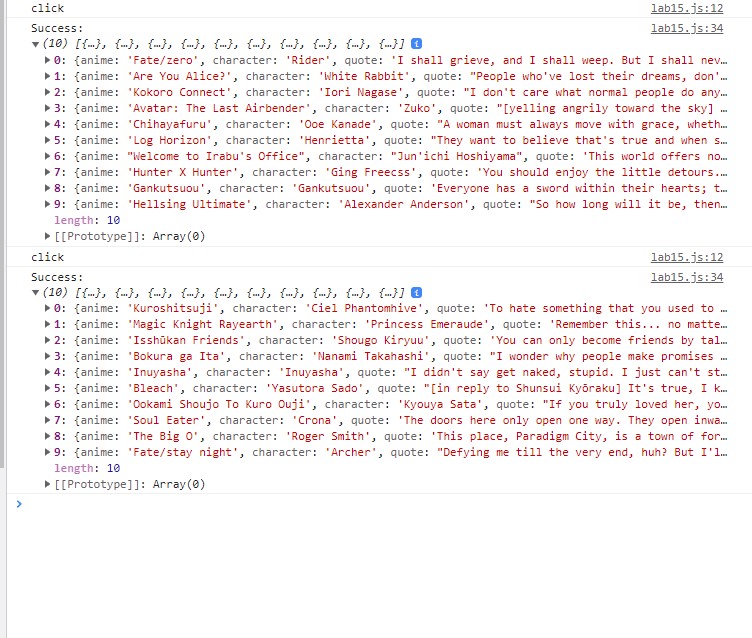 click lab15.js:12
Success: lab15.js:34
(10) [{…}, {…}, {…}, {…}, {…}, {…}, {…}, {…}, {…}, {…}]
0: {anime: 'Fate/zero', character: 'Rider', quote: 'I shall grieve, and I shall weep. But I shall nev…
1: {anime: 'Are You Alice?', character: 'White Rabbit', quote: "People who've lost their dreams, don'…
2: {anime: 'Kokoro Connect', character: 'Iori Nagase', quote: "I don't care what normal people do any…
3: {anime: 'Avatar: The Last Airbender', character: 'Zuko', quote: "[yelling angrily toward the sky] …
4: {anime: 'Chihayafuru', character: 'Ooe Kanade', quote: "A woman must always move with grace, wheth…
5: {anime: 'Log Horizon', character: 'Henrietta', quote: "They want to believe that's true and when s…
6: {anime: "Welcome to Irabu's Office", character: "Jun'ichi Hoshiyama", quote: 'This world offers no…
7: {anime: 'Hunter X Hunter', character: 'Ging Freecss', quote: 'You should enjoy the little detours.…
8: {anime: 'Gankutsuou', character: 'Gankutsuou', quote: 'Everyone has a sword within their hearts; t…
9: {anime: 'Hellsing Ultimate', character: 'Alexander Anderson', quote: "So how long will it be, then…
length: 10
[[Prototype]]: Array(0)
click lab15.js:12
Success: lab15.js:34
(10) [{…}, {…}, {…}, {…}, {…}, {…}, {…}, {…}, {…}, {…}]
0: {anime: 'Kuroshitsuji', character: 'Ciel Phantomhive', quote: 'To hate something that you used to …
1: {anime: 'Magic Knight Rayearth', character: 'Princess Emeraude', quote: 'Remember this... no matte…
2: {anime: 'Isshūkan Friends', character: 'Shougo Kiryuu', quote: 'You can only become friends by tal…
3: {anime: 'Bokura ga Ita', character: 'Nanami Takahashi', quote: "I wonder why people make promises …
4: {anime: 'Inuyasha', character: 'Inuyasha', quote: "I didn't say get naked, stupid. I just can't st…
5: {anime: 'Bleach', character: 'Yasutora Sado', quote: "[in reply to Shunsui Kyōraku] It's true, I k…
6: {anime: 'Ookami Shoujo To Kuro Ouji', character: 'Kyouya Sata', quote: "If you truly loved her, yo…
7: {anime: 'Soul Eater', character: 'Crona', quote: 'The doors here only open one way. They open inwa…
8: {anime: 'The Big O', character: 'Roger Smith', quote: 'This place, Paradigm City, is a town of for…
9: {anime: 'Fate/stay night', character: 'Archer', quote: "Defying me till the very end, huh? But I'l…
length: 10
[[Prototype]]: Array(0)